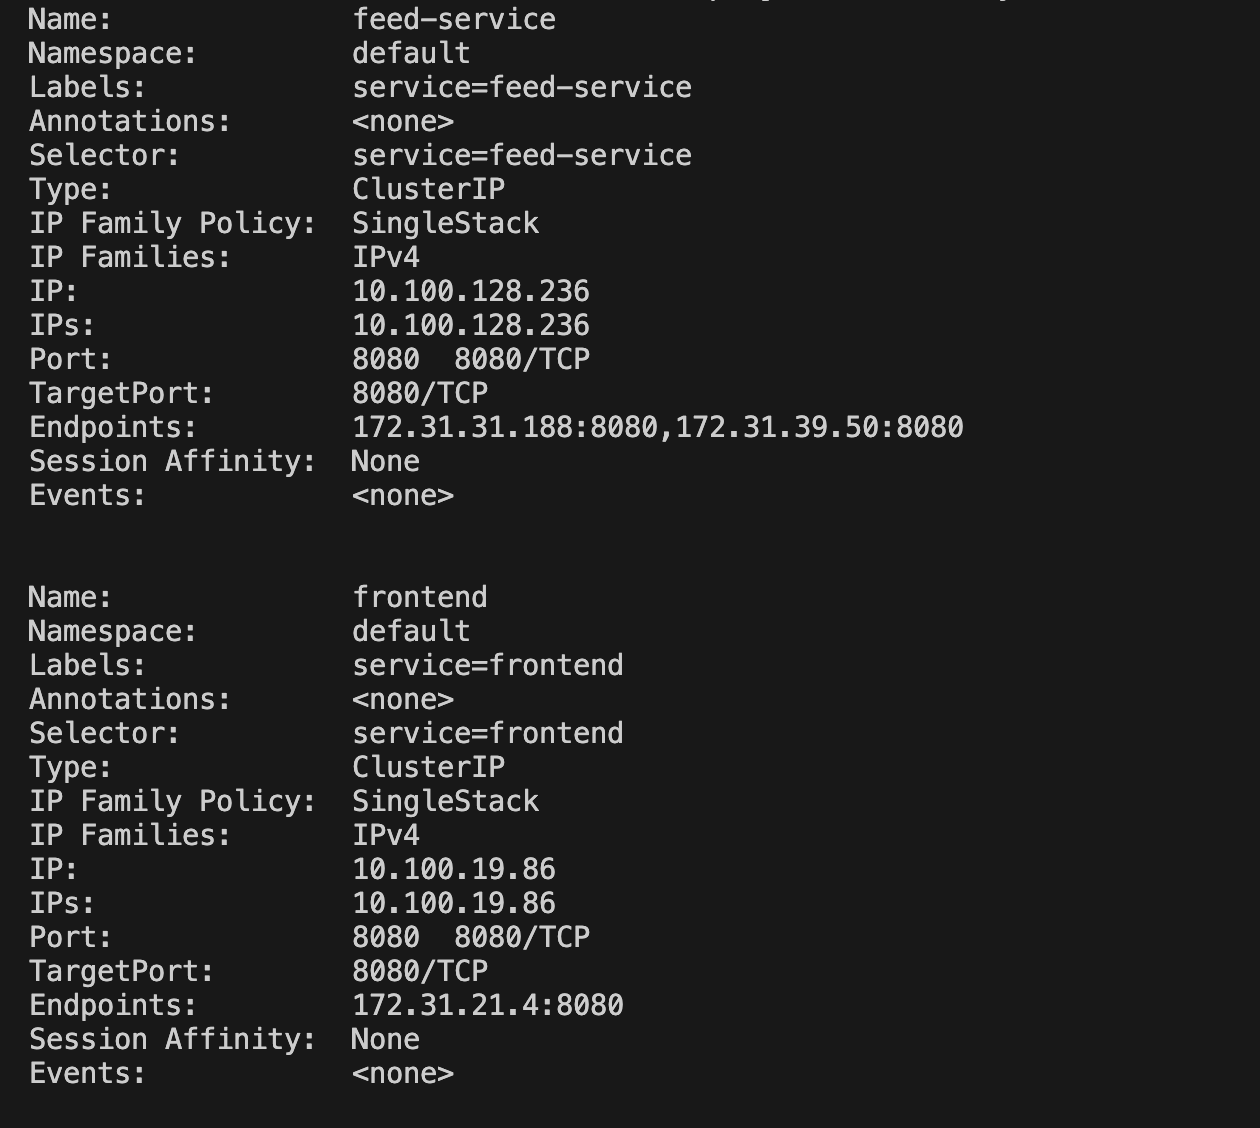 Name:              feed-service
Namespace:         default
Labels:            service=feed-service
Annotations:       <none>
Selector:          service=feed-service
Type:              ClusterIP
IP Family Policy:  SingleStack
IP Families:       IPv4
IP:                10.100.128.236
IPs:               10.100.128.236
Port:              8080  8080/TCP
TargetPort:        8080/TCP
Endpoints:         172.31.31.188:8080,172.31.39.50:8080
Session Affinity:  None
Events:            <none>
Name:              frontend
Namespace:         default
Labels:            service=frontend
Annotations:       <none>
Selector:          service=frontend
Type:              ClusterIP
IP Family Policy:  SingleStack
IP Families:       IPv4
IP:                10.100.19.86
IPs:               10.100.19.86
Port:              8080  8080/TCP
TargetPort:        8080/TCP
Endpoints:         172.31.21.4:8080
Session Affinity:  None
Events:            <none>